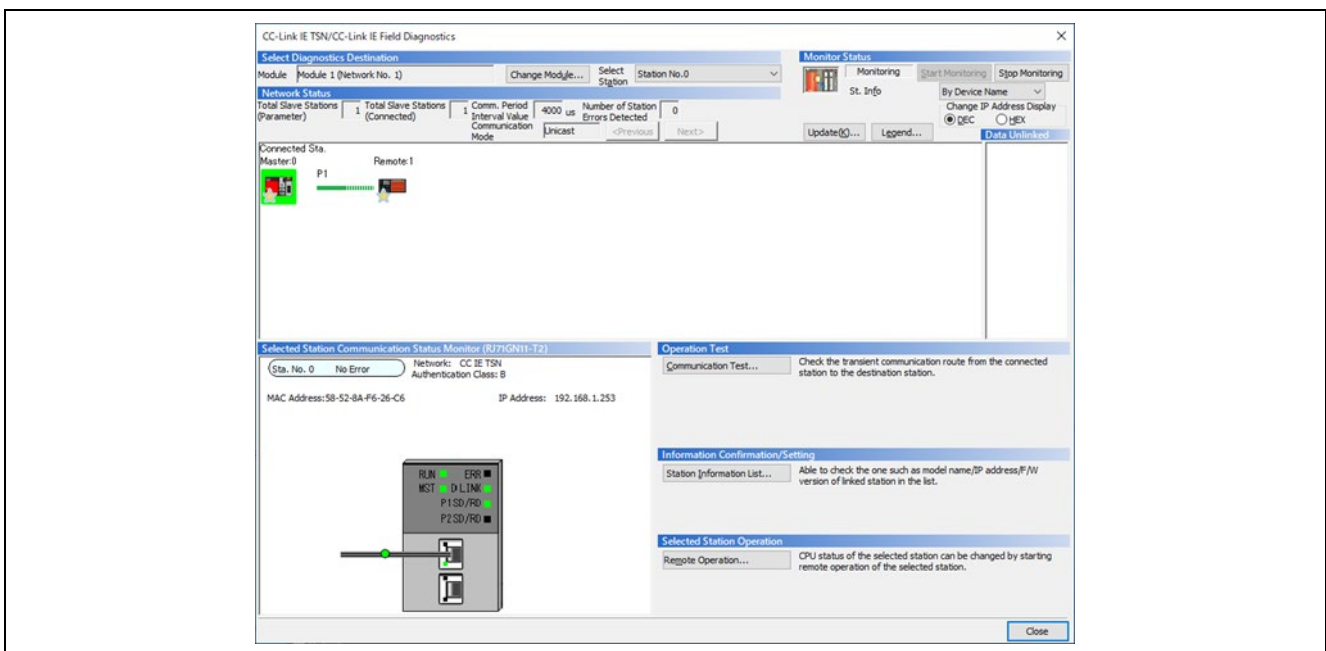 CC-Link IE TSN/CC-Link IE Field Diagnostics
Select Diagnostics Destination
Module Module 1 (Network No. 1) Change Module... Select Station Station No.0
Monitor Status
Monitoring Start Monitoring Stop Monitoring
St. Info By Device Name
Change IP Address Display
DEC HEX
Update(K)... Legend...
Network Status
Total Slave Stations (Parameter) 1 Total Slave Stations (Connected) 1 Comm. Period Interval Value 4000 us Number of Station Errors Detected 0
Communication Mode Unicast <Previous Next>
Data Unlinked
Connected Sta.
Master:0 Remote:1
P1
Selected Station Communication Status Monitor (RJ71GN11-T2)
Sta. No. 0 No Error
Network: CC IE TSN
Authentication Class: B
MAC Address:58-52-8A-F6-26-C6 IP Address: 192.168.1.253
RUN ERR
MST D LINK
P1SD/RD
P2SD/RD
Operation Test
Communication Test... Check the transient communication route from the connected
station to the destination station.
Information Confirmation/Setting
Station Information List... Able to check the one such as model name/IP address/F/W
version of linked station in the list.
Selected Station Operation
Remote Operation... CPU status of the selected station can be changed by starting
remote operation of the selected station.
Close